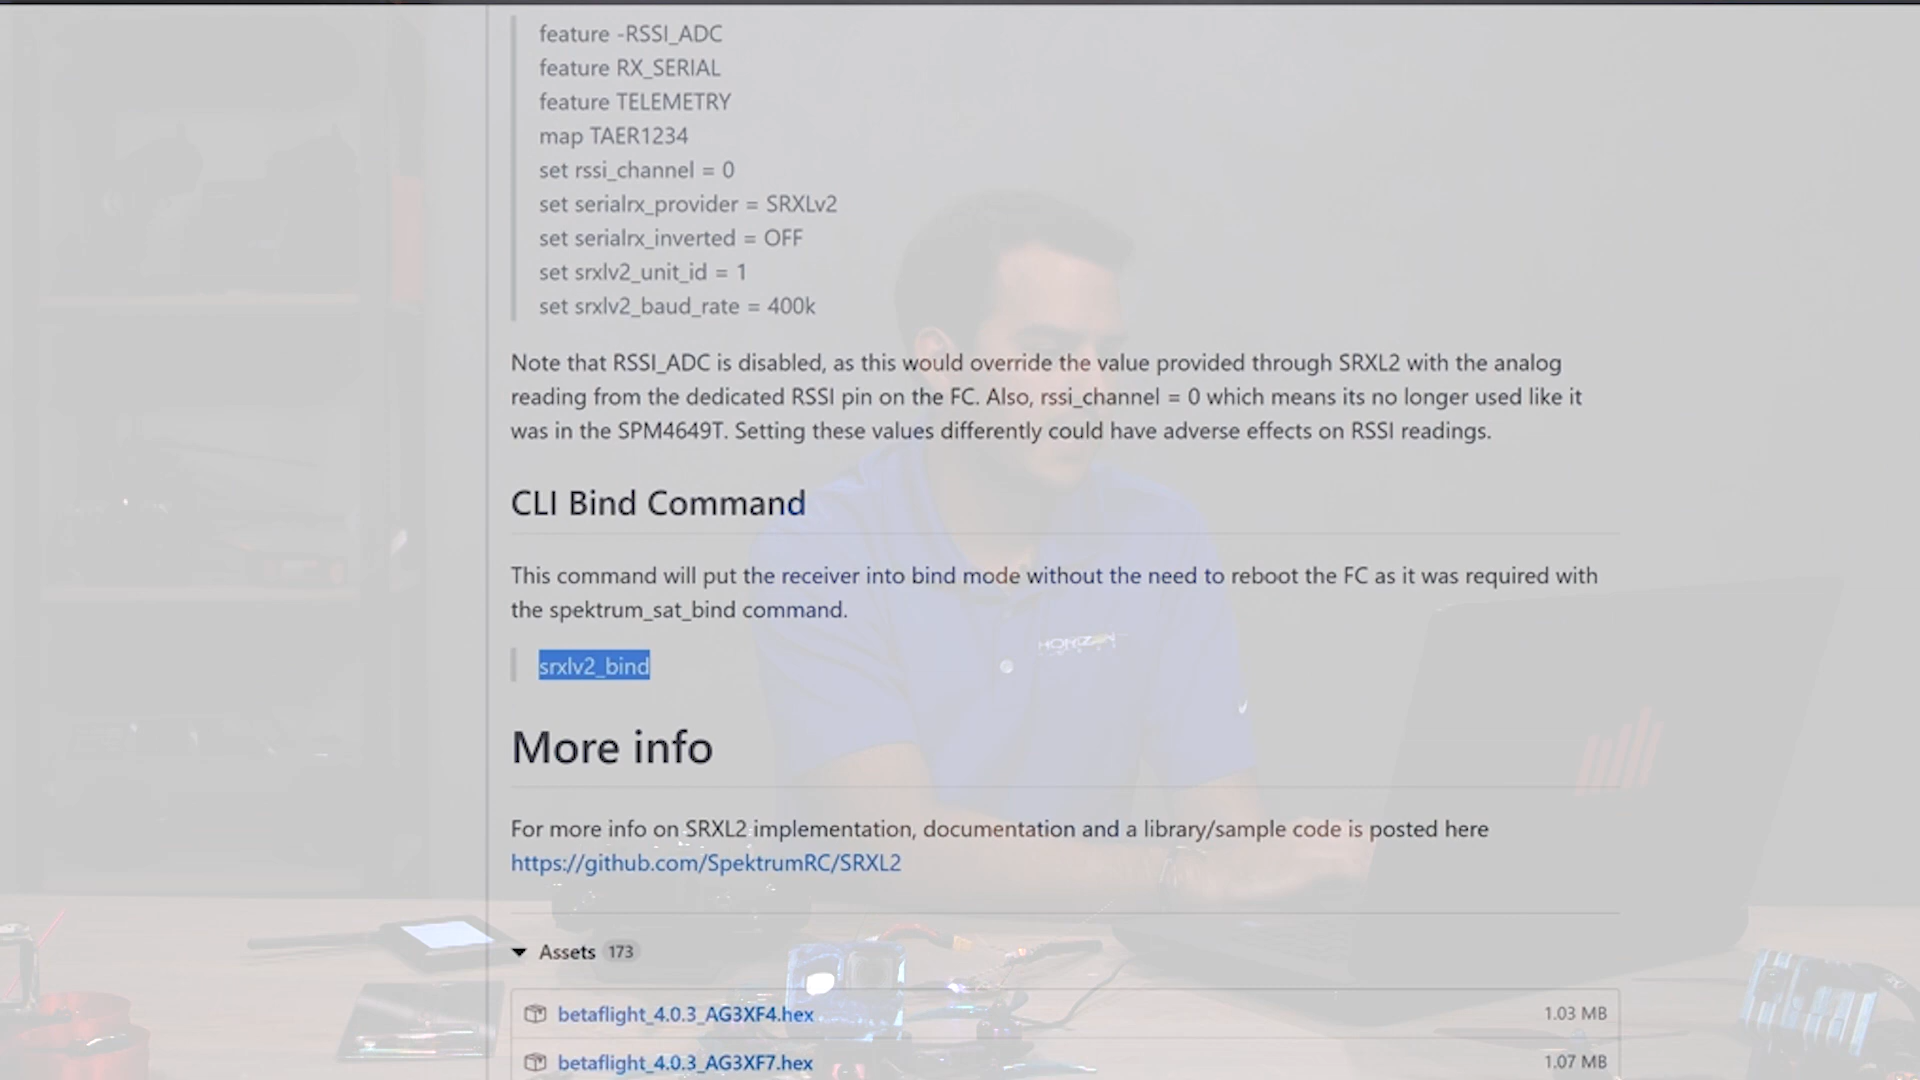 feature -RSSI_ADC
feature RX_SERIAL
feature TELEMETRY
map TAER1234
set rssi_channel = 0
set serialrx_provider = SRXLv2
set serialrx_inverted = OFF
set srxlv2_unit_id = 1
set srxlv2_baud_rate = 400k
Note that RSSI_ADC is disabled, as this would override the value provided through SRXL2 with the analog
reading from the dedicated RSSI pin on the FC. Also, rssi_channel = 0 which means its no longer used like it
was in the SPM4649T. Setting these values differently could have adverse effects on RSSI readings.
CLI Bind Command
This command will put the receiver into bind mode without the need to reboot the FC as it was required with
the spektrum_sat_bind command.
HORIZON
srxlv2_bind
More info
For more info on SRXL2 implementation, documentation and a library/sample code is posted here
https://github.com/SpektrumRC/SRXL2
Assets 173
betaflight_4.0.3_AG3XF4.hex 1.03 MB
betaflight_4.0.3_AG3XF7.hex 1.07 MB